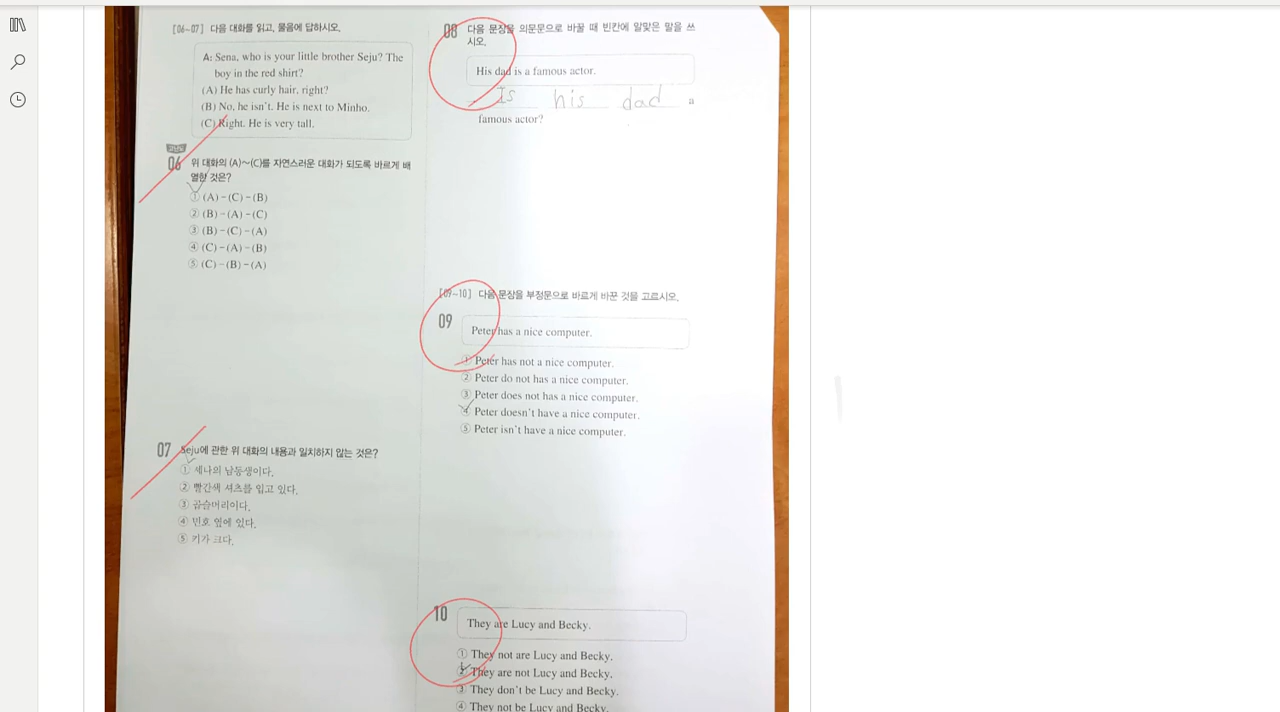 [06~07] 다음 대화를 읽고, 물음에 답하시오.
A: Sena, who is your little brother Seju? The
boy in the red shirt?
(A) He has curly hair, right?
(B) No, he isn't. He is next to Minho.
(C) Right. He is very tall.
고난도
06 위 대화의 (A)~(C)를 자연스러운 대화가 되도록 바르게 배
열한 것은?
① (A)-(C)-(B)
② (B)-(A)-(C)
③ (B)-(C)-(A)
④ (C)-(A)-(B)
⑤ (C)-(B)-(A)
07 Seju에 관한 위 대화의 내용과 일치하지 않는 것은?
① 세나의 남동생이다.
② 빨간색 셔츠를 입고 있다.
③ 곱슬머리이다.
④ 민호 옆에 있다.
⑤ 키가 크다.
08 다음 문장을 의문문으로 바꿀 때 빈칸에 알맞은 말을 쓰
시오.
His dad is a famous actor.
Is his dad a
famous actor?
[09~10] 다음 문장을 부정문으로 바르게 바꾼 것을 고르시오.
09 Peter has a nice computer.
① Peter has not a nice computer.
② Peter do not has a nice computer.
③ Peter does not has a nice computer.
④ Peter doesn't have a nice computer.
⑤ Peter isn't have a nice computer.
10 They are Lucy and Becky.
① They not are Lucy and Becky.
② They are not Lucy and Becky.
③ They don't be Lucy and Becky.
④ They not be Lucy and Becky.